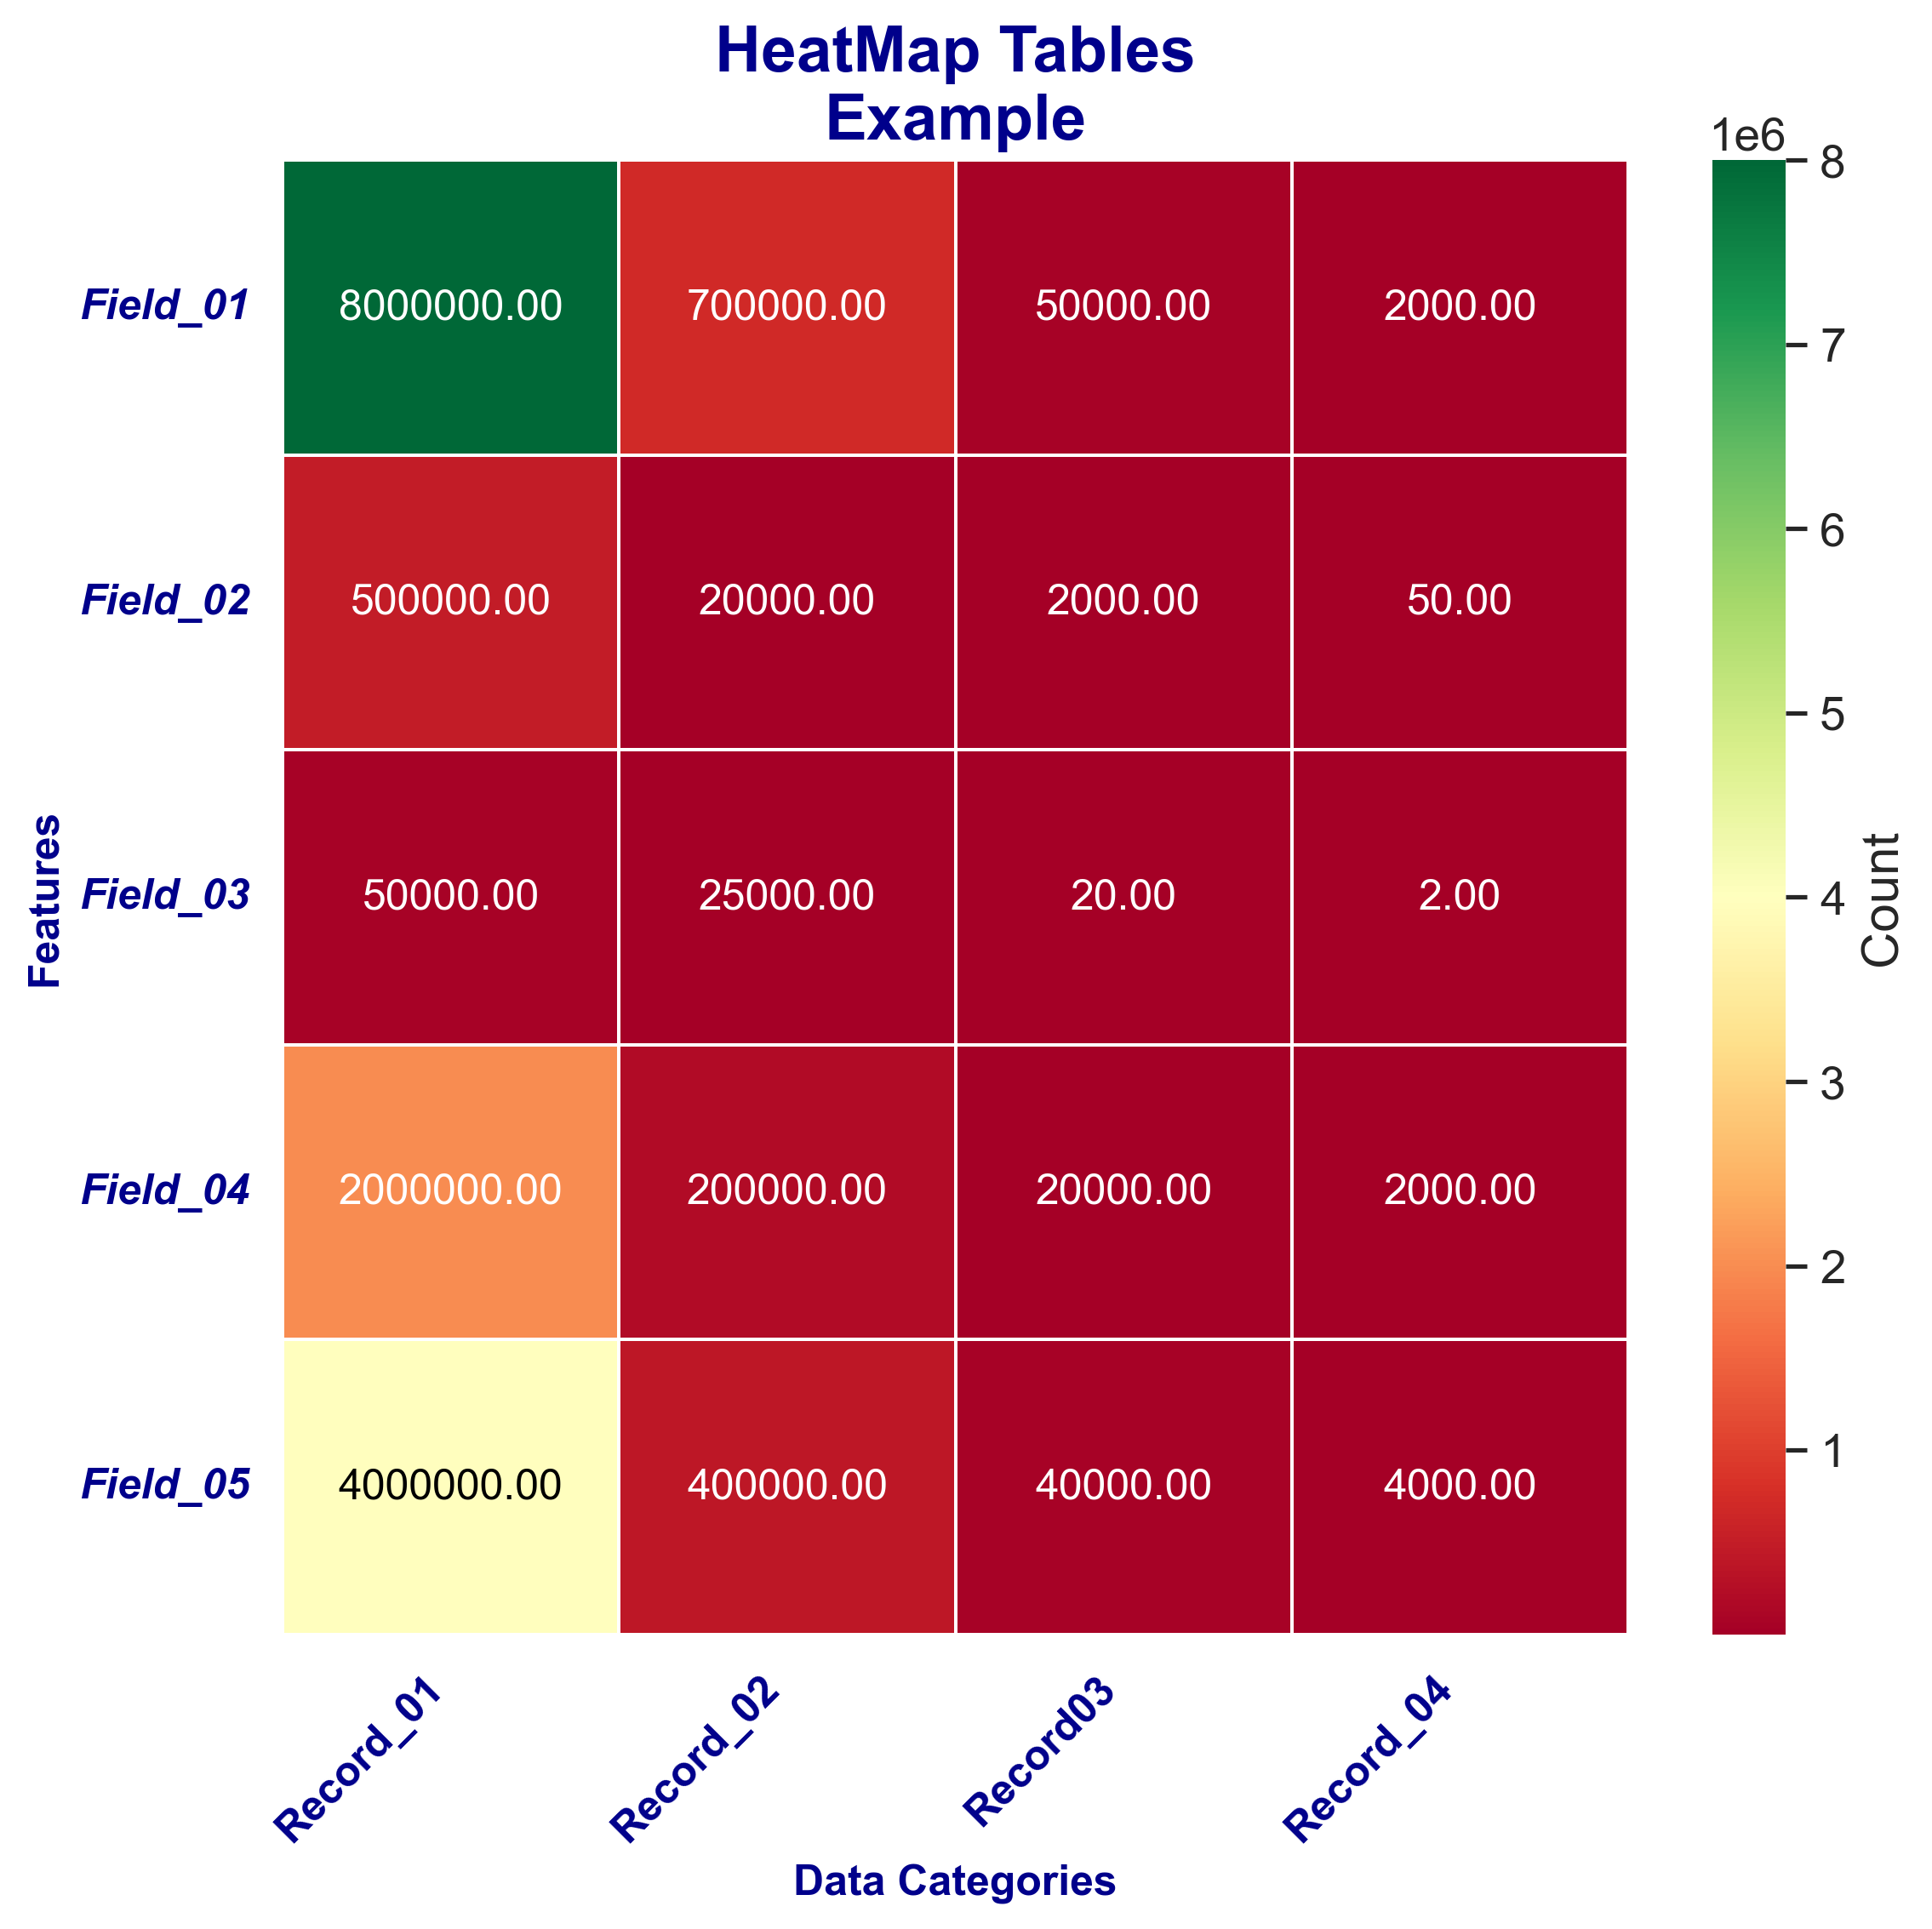 HeatMap Tables
Example
1e6
8
7
6
5
4
3
2
1
Count
Features
Field_01 8000000.00 700000.00 50000.00 2000.00
Field_02 500000.00 20000.00 2000.00 50.00
Field_03 50000.00 25000.00 20.00 2.00
Field_04 2000000.00 200000.00 20000.00 2000.00
Field_05 4000000.00 400000.00 40000.00 4000.00
Record_01 Record_02 Record03 Record_04
Data Categories